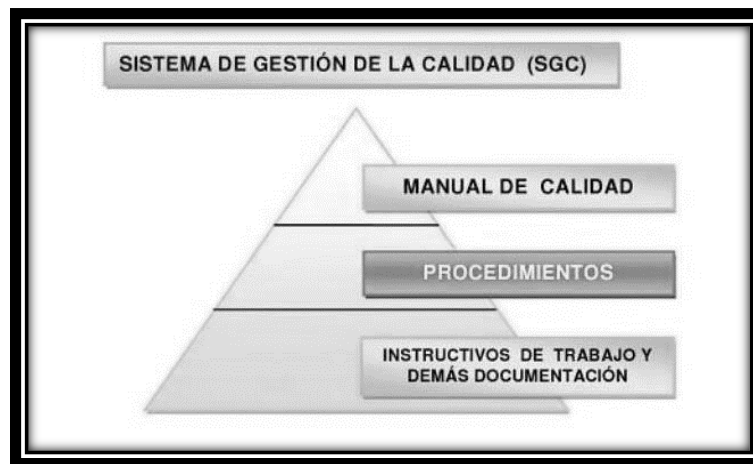 SISTEMA DE GESTIÓN DE LA CALIDAD (SGC)
MANUAL DE CALIDAD
PROCEDIMIENTOS
INSTRUCTIVOS DE TRABAJO Y
DEMÁS DOCUMENTACIÓN